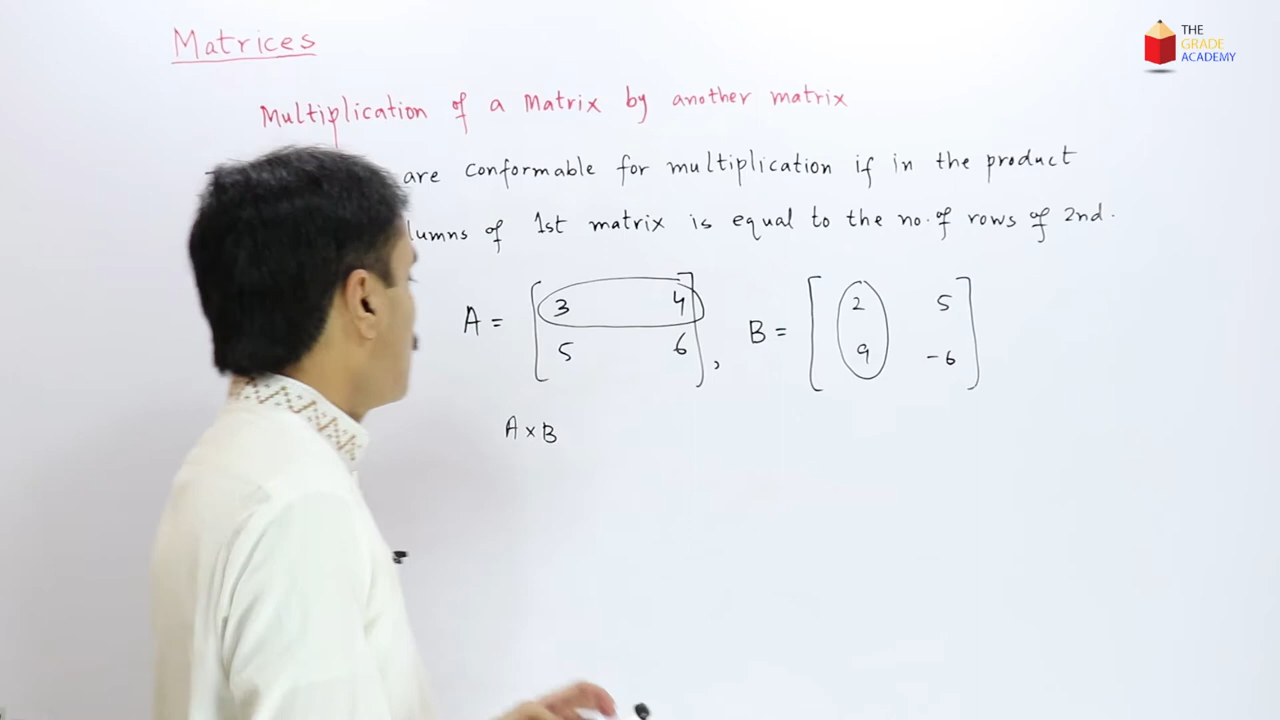 Matrices
THE
GRADE
ACADEMY
Multiplication of a Matrix by another matrix
are conformable for multiplication if in the product
of 1st matrix is equal to the no. of rows of 2nd.
A = [ 3 4
5 6 ] , B = [ 2 5
9 -6 ]
A × B